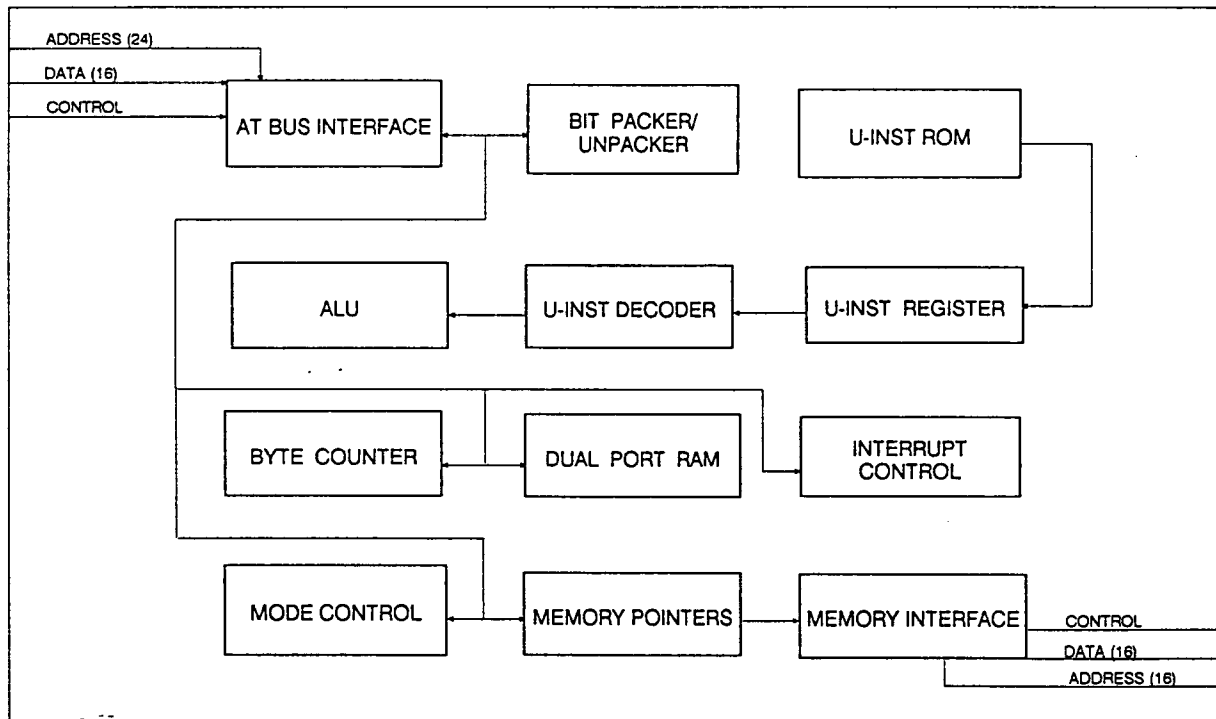 ADDRESS (24)
DATA (16)
CONTROL
AT BUS INTERFACE
BIT PACKER/
UNPACKER
U-INST ROM
ALU
U-INST DECODER
U-INST REGISTER
BYTE COUNTER
DUAL PORT RAM
INTERRUPT
CONTROL
MODE CONTROL
MEMORY POINTERS
MEMORY INTERFACE
CONTROL
DATA (16)
ADDRESS (16)